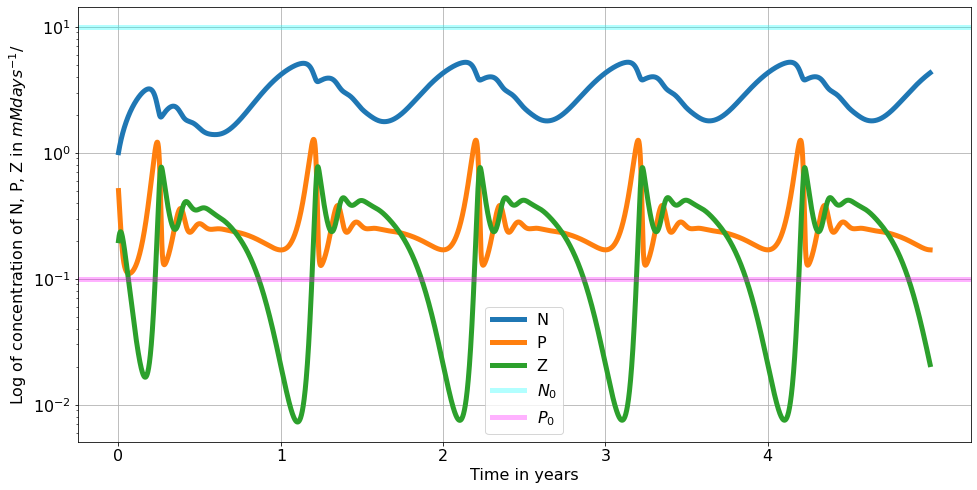 Log of concentration of N, P, Z in mMdays⁻¹/
10¹
10⁰
10⁻¹
10⁻²
N
P
Z
N₀
P₀
0 1 2 3 4
Time in years